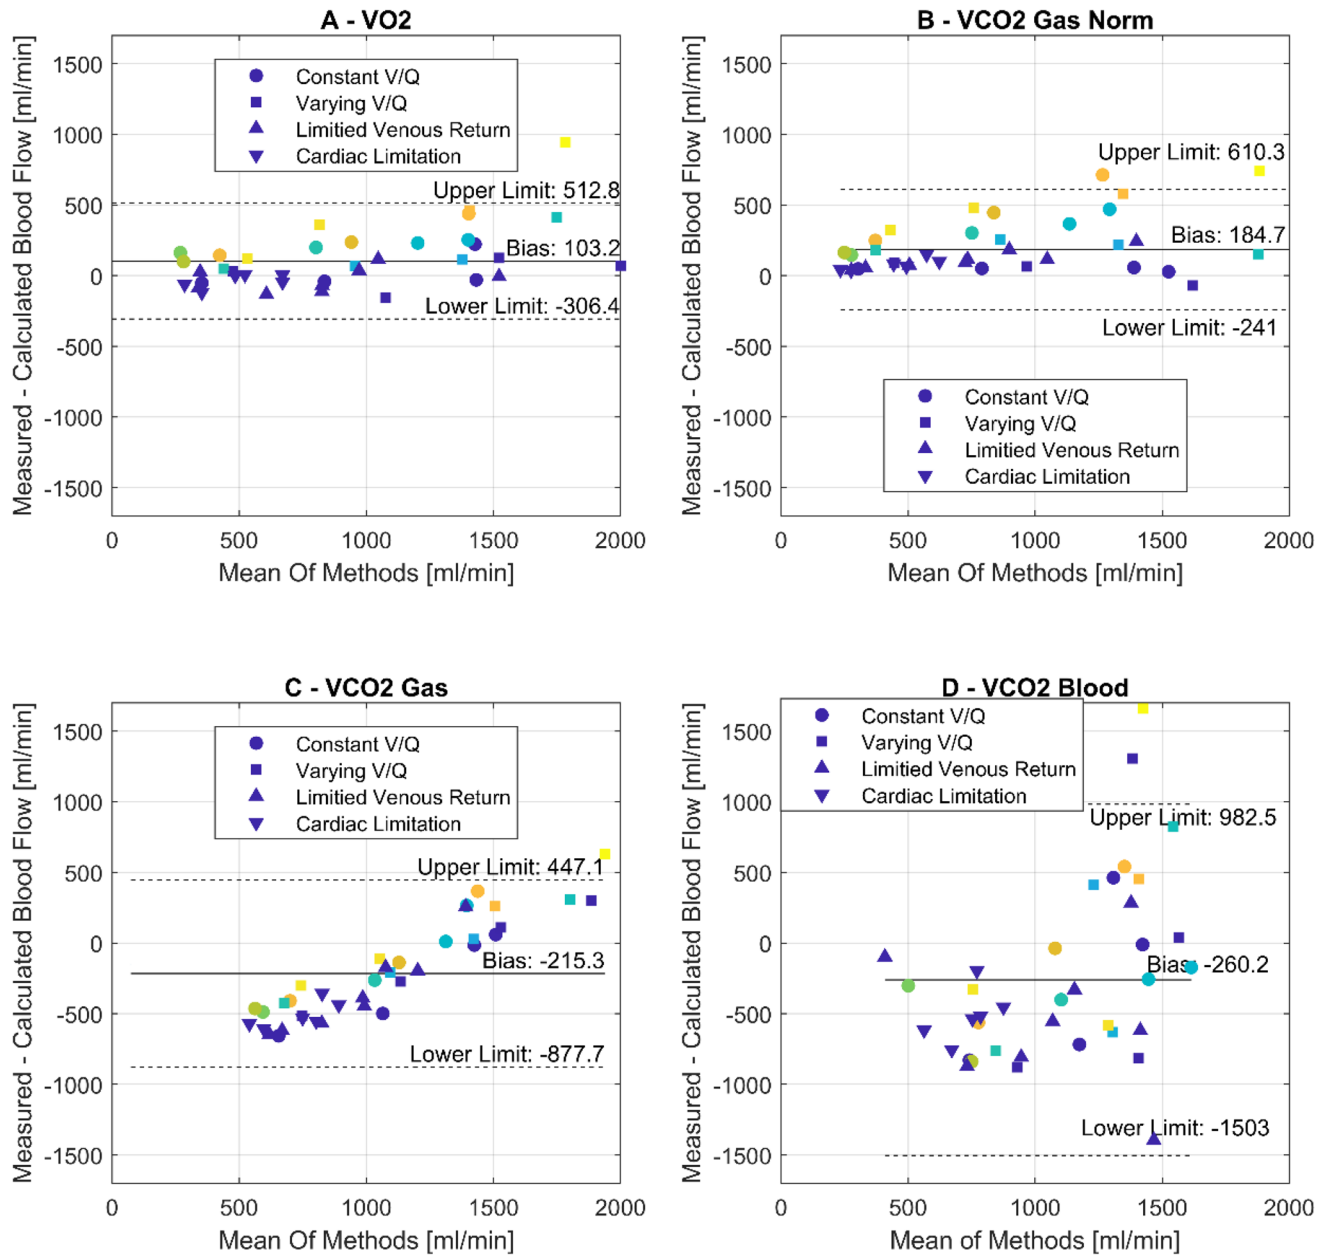 A - VO2
Measured - Calculated Blood Flow [ml/min]
1500
1000
500
0
-500
-1000
-1500
Constant V/Q
Varying V/Q
Limitied Venous Return
Cardiac Limitation
Upper Limit: 512.8
Bias: 103.2
Lower Limit: -306.4
0 500 1000 1500 2000
Mean Of Methods [ml/min]
B - VCO2 Gas Norm
Measured - Calculated Blood Flow [ml/min]
1500
1000
500
0
-500
-1000
-1500
Upper Limit: 610.3
Bias: 184.7
Lower Limit: -241
Constant V/Q
Varying V/Q
Limitied Venous Return
Cardiac Limitation
0 500 1000 1500 2000
Mean Of Methods [ml/min]
C - VCO2 Gas
Measured - Calculated Blood Flow [ml/min]
1500
1000
500
0
-500
-1000
-1500
Constant V/Q
Varying V/Q
Limitied Venous Return
Cardiac Limitation
Upper Limit: 447.1
Bias: -215.3
Lower Limit: -877.7
0 500 1000 1500 2000
Mean Of Methods [ml/min]
D - VCO2 Blood
Measured - Calculated Blood Flow [ml/min]
1500
1000
500
0
-500
-1000
-1500
Constant V/Q
Varying V/Q
Limitied Venous Return
Cardiac Limitation
Upper Limit: 982.5
Bias: -260.2
Lower Limit: -1503
0 500 1000 1500 2000
Mean Of Methods [ml/min]